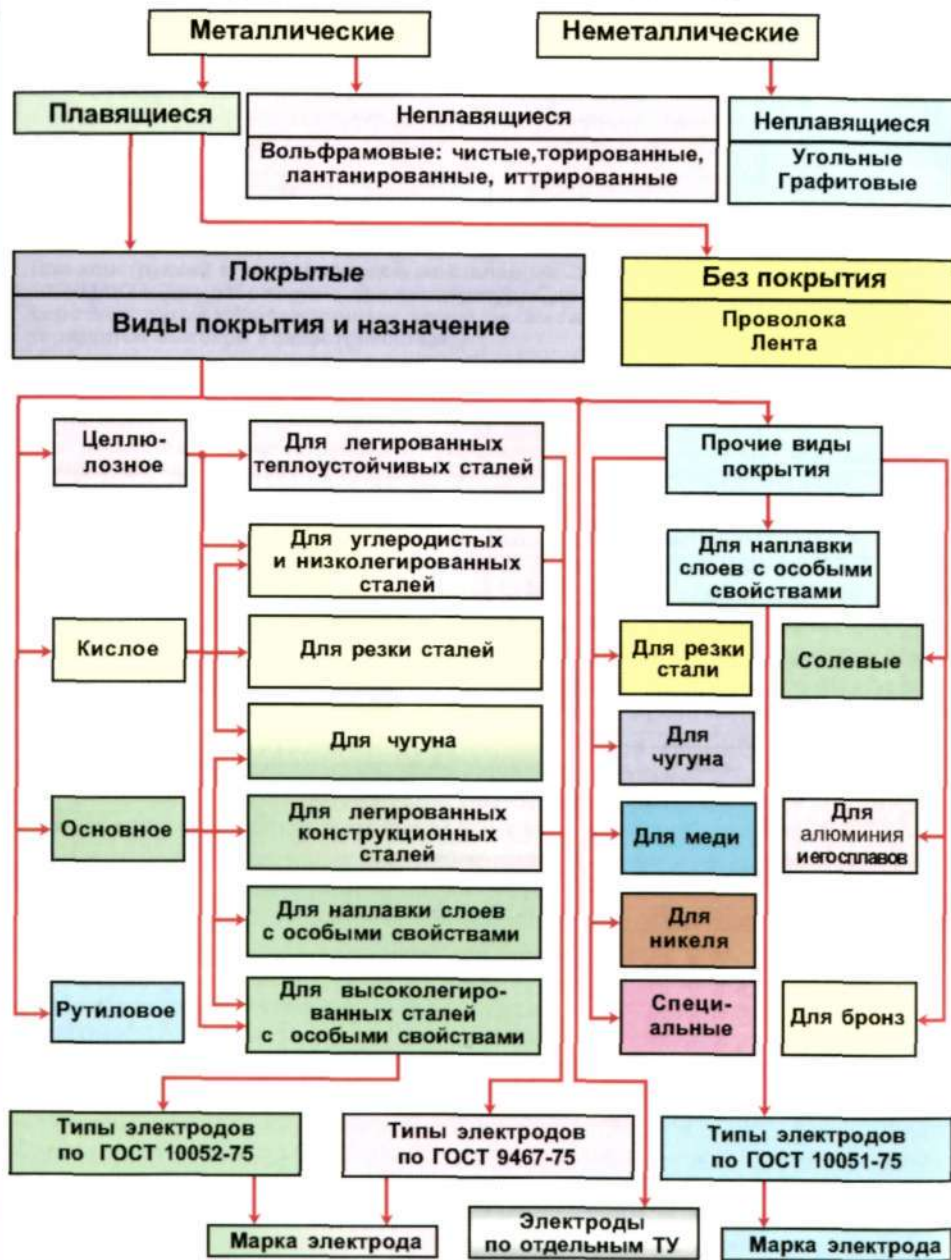 Металлические
Неметаллические
Плавящиеся
Неплавящиеся
Вольфрамовые: чистые,торированные,
лантанированные, иттрированные
Неплавящиеся
Угольные
Графитовые
Покрытые
Виды покрытия и назначение
Без покрытия
Проволока
Лента
Целлю-
лозное
Для легированных
теплоустойчивых сталей
Прочие виды
покрытия
Для углеродистых
и низколегированных
сталей
Для наплавки
слоев с особыми
свойствами
Кислое
Для резки сталей
Для резки
стали
Солевые
Для чугуна
Для
чугуна
Основное
Для легированных
конструкционных
сталей
Для меди
Для
алюминия
иегосплавов
Для наплавки слоев
с особыми свойствами
Для
никеля
Рутиловое
Для высоколегиро-
ванных сталей
с особыми свойствами
Специ-
альные
Для бронз
Типы электродов
по ГОСТ 10052-75
Типы электродов
по ГОСТ 9467-75
Типы электродов
по ГОСТ 10051-75
Марка электрода
Электроды
по отдельным ТУ
Марка электрода